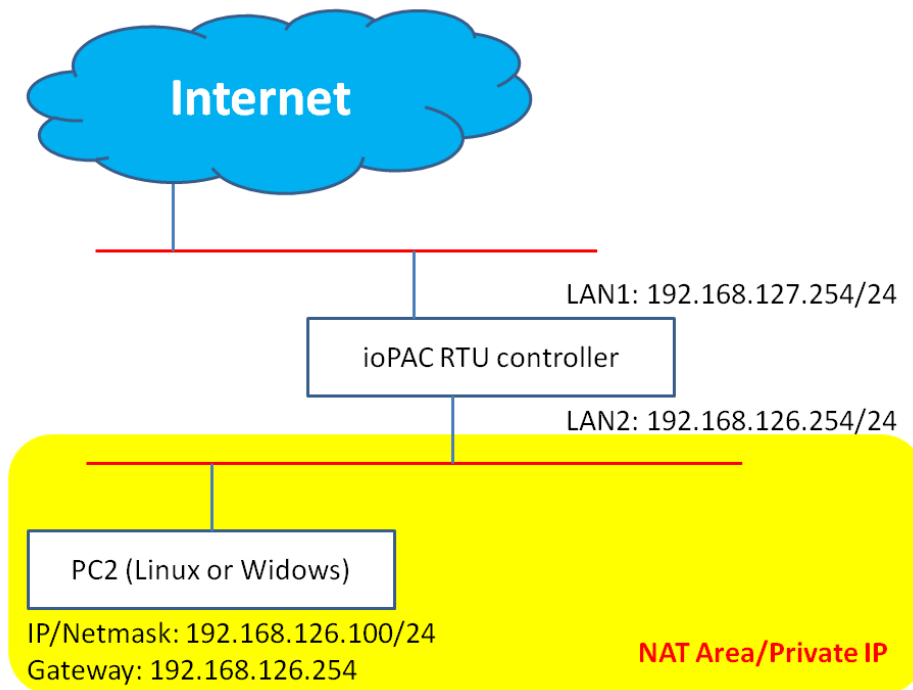 Internet
LAN1: 192.168.127.254/24
ioPAC RTU controller
LAN2: 192.168.126.254/24
PC2 (Linux or Widows)
IP/Netmask: 192.168.126.100/24
Gateway: 192.168.126.254
NAT Area/Private IP